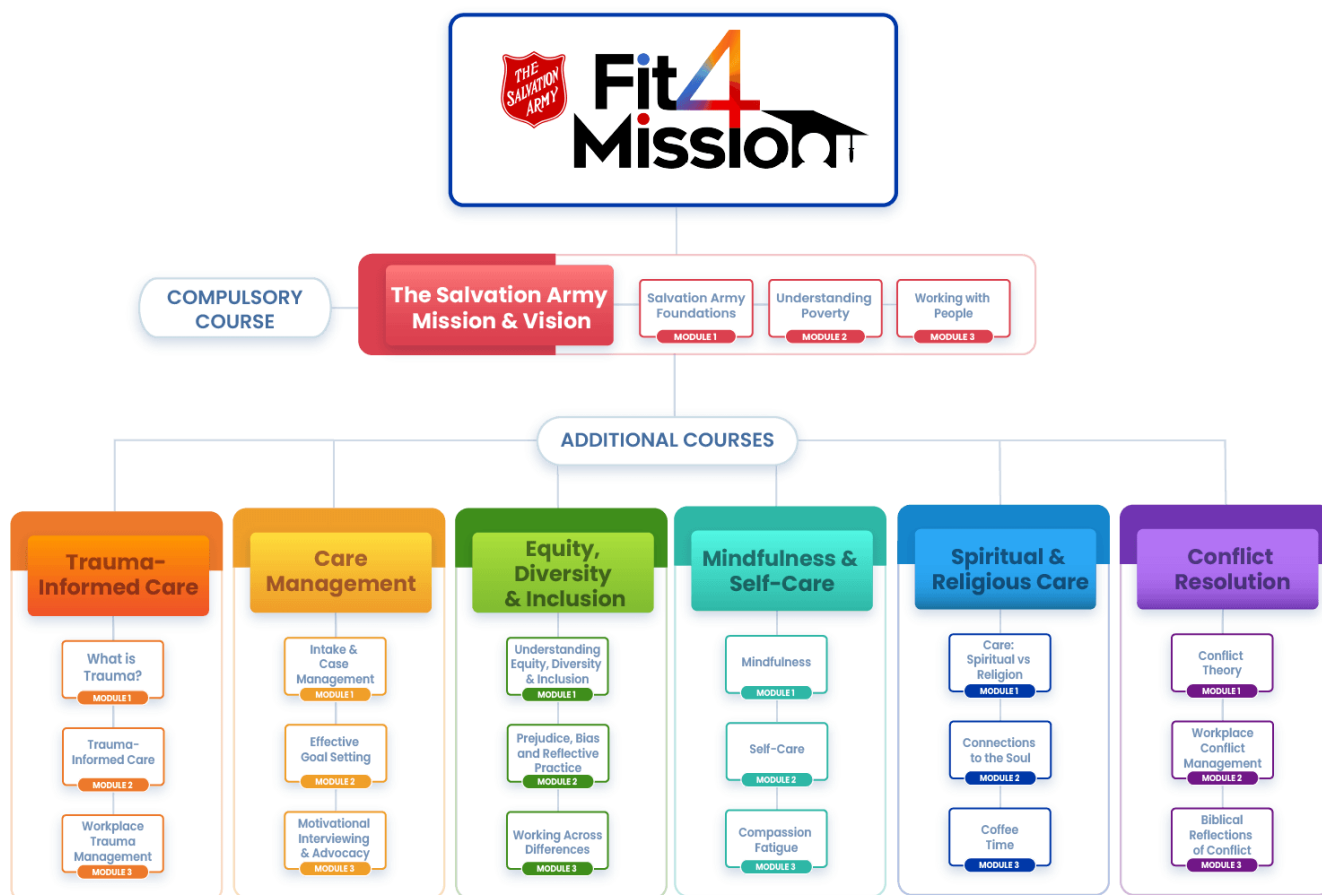 THE
SALVATION
ARMY
Fit4
Mission
COMPULSORY
COURSE
The Salvation Army
Mission & Vision
Salvation Army
Foundations
MODULE 1
Understanding
Poverty
MODULE 2
Working with
People
MODULE 3
ADDITIONAL COURSES
Trauma-
Informed Care
What is
Trauma?
MODULE 1
Trauma-
Informed Care
MODULE 2
Workplace
Trauma
Management
MODULE 3
Care
Management
Intake &
Case
Management
MODULE 1
Effective
Goal Setting
MODULE 2
Motivational
Interviewing
& Advocacy
MODULE 3
Equity,
Diversity
& Inclusion
Understanding
Equity, Diversity
& Inclusion
MODULE 1
Prejudice, Bias
and Reflective
Practice
MODULE 2
Working Across
Differences
MODULE 3
Mindfulness &
Self-Care
Mindfulness
MODULE 1
Self-Care
MODULE 2
Compassion
Fatigue
MODULE 3
Spiritual &
Religious Care
Care:
Spiritual vs
Religion
MODULE 1
Connections
to the Soul
MODULE 2
Coffee
Time
MODULE 3
Conflict
Resolution
Conflict
Theory
MODULE 1
Workplace
Conflict
Management
MODULE 2
Biblical
Reflections
of Conflict
MODULE 3